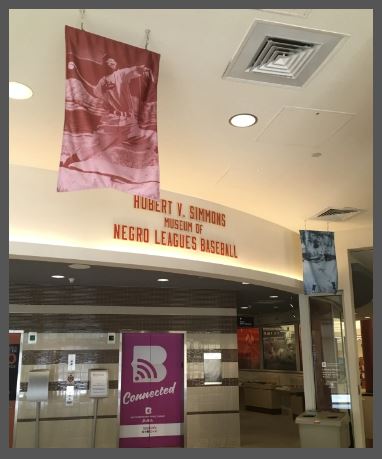 HUBERT V. SIMMONS
MUSEUM OF
NEGRO LEAGUES BASEBALL
B
Connected